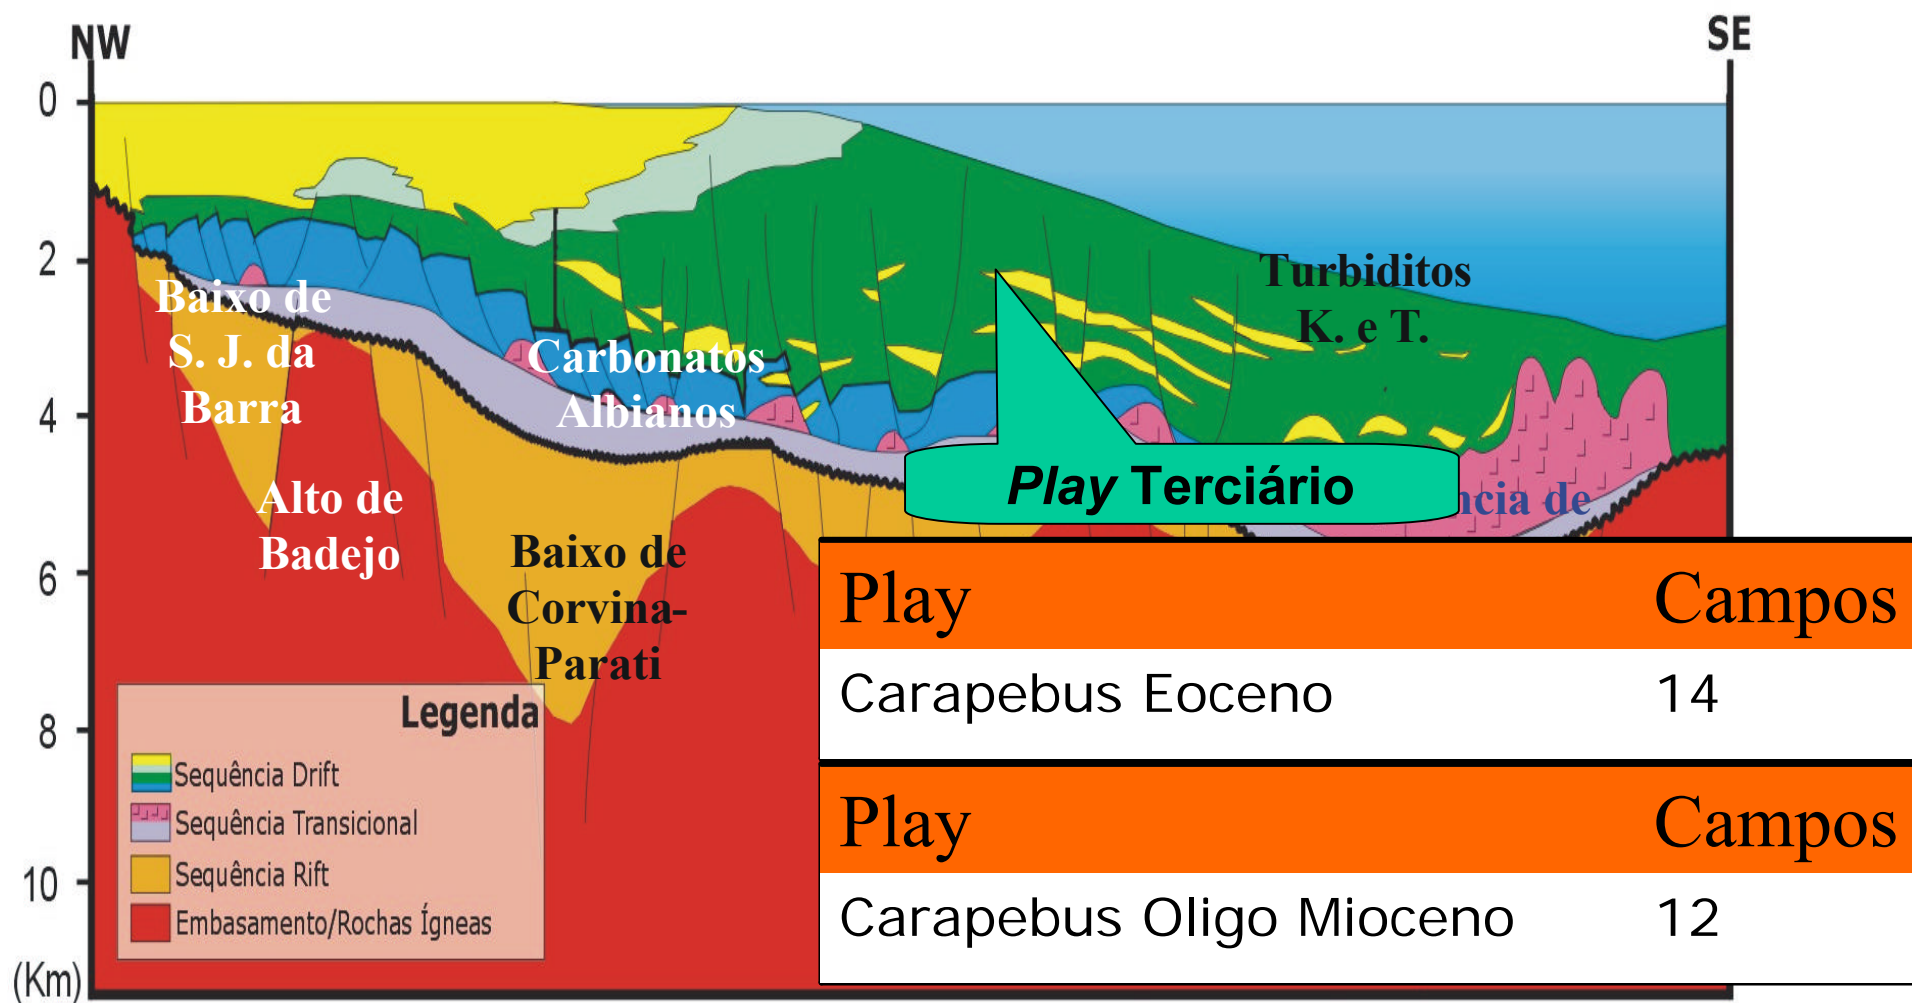 NW
SE
0
2
4
6
8
10
(Km)
Baixo de
S. J. da
Barra
Alto de
Badejo
Carbonatos
Albianos
Baixo de
Corvina-
Parati
Turbiditos
K. e T.
Play Terciário
ncia de
Legenda
Sequência Drift
Sequência Transicional
Sequência Rift
Embasamento/Rochas Ígneas
Play Campos
Carapebus Eoceno 14
Play Campos
Carapebus Oligo Mioceno 12